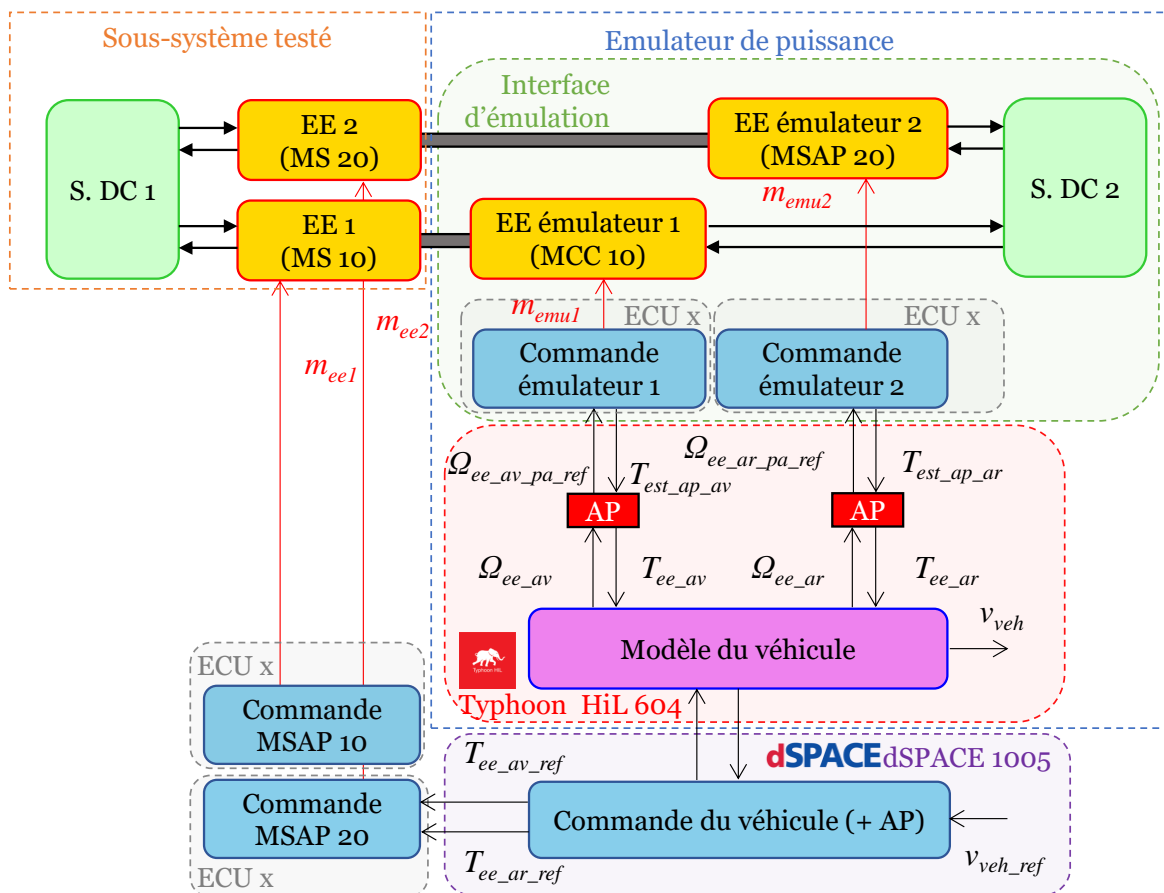 Sous-système testé
Emulateur de puissance
Interface
d'émulation
S. DC 1
EE 2
(MS 20)
EE émulateur 2
(MSAP 20)
S. DC 2
EE 1
(MS 10)
EE émulateur 1
(MCC 10)
m_emu2
m_emu1
ECU x
ECU x
m_ee2
m_ee1
Commande
émulateur 1
Commande
émulateur 2
Ω_ee_av_pa_ref
T_est_ap_av
Ω_ee_ar_pa_ref
T_est_ap_ar
AP
AP
Ω_ee_av
T_ee_av
Ω_ee_ar
T_ee_ar
Modèle du véhicule
v_veh
Typhoon HIL
Typhoon HiL 604
ECU x
Commande
MSAP 10
Commande
MSAP 20
ECU x
T_ee_av_ref
T_ee_ar_ref
dSPACE dSPACE 1005
Commande du véhicule (+ AP)
v_veh_ref